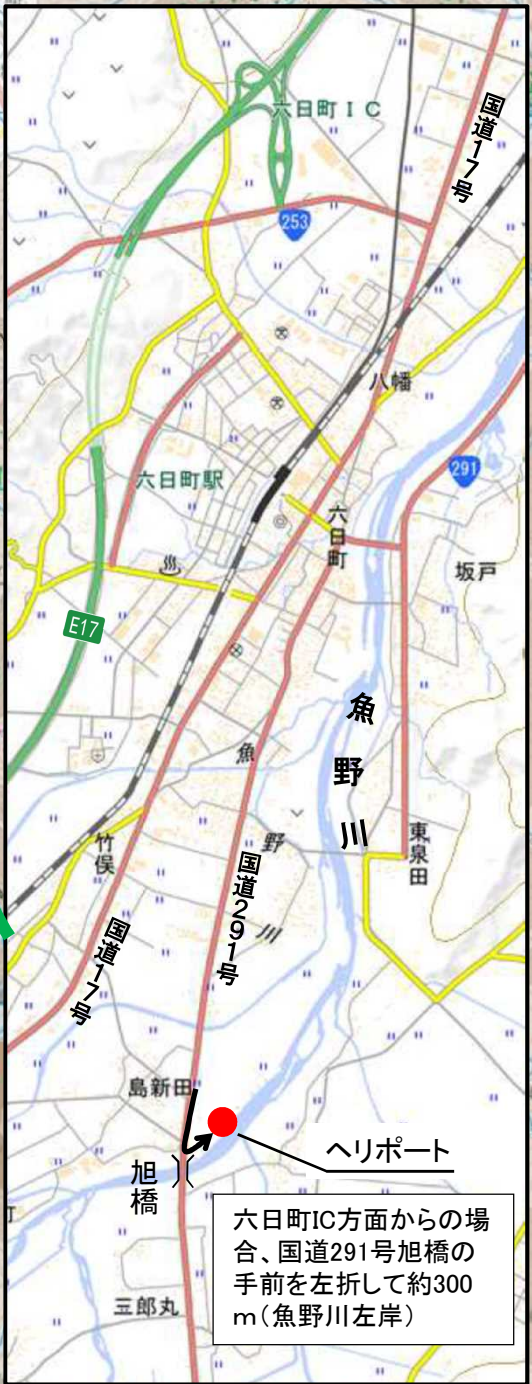 六日町ＩＣ
国道17号
253
八幡
291
六日町駅
六日町
坂戸
E17
魚野川
魚野川
竹俣
国道291号
東泉田
国道17号
島新田
ヘリポート
旭橋
六日町IC方面からの場
合、国道291号旭橋の
手前を左折して約300
m（魚野川左岸）
三郎丸